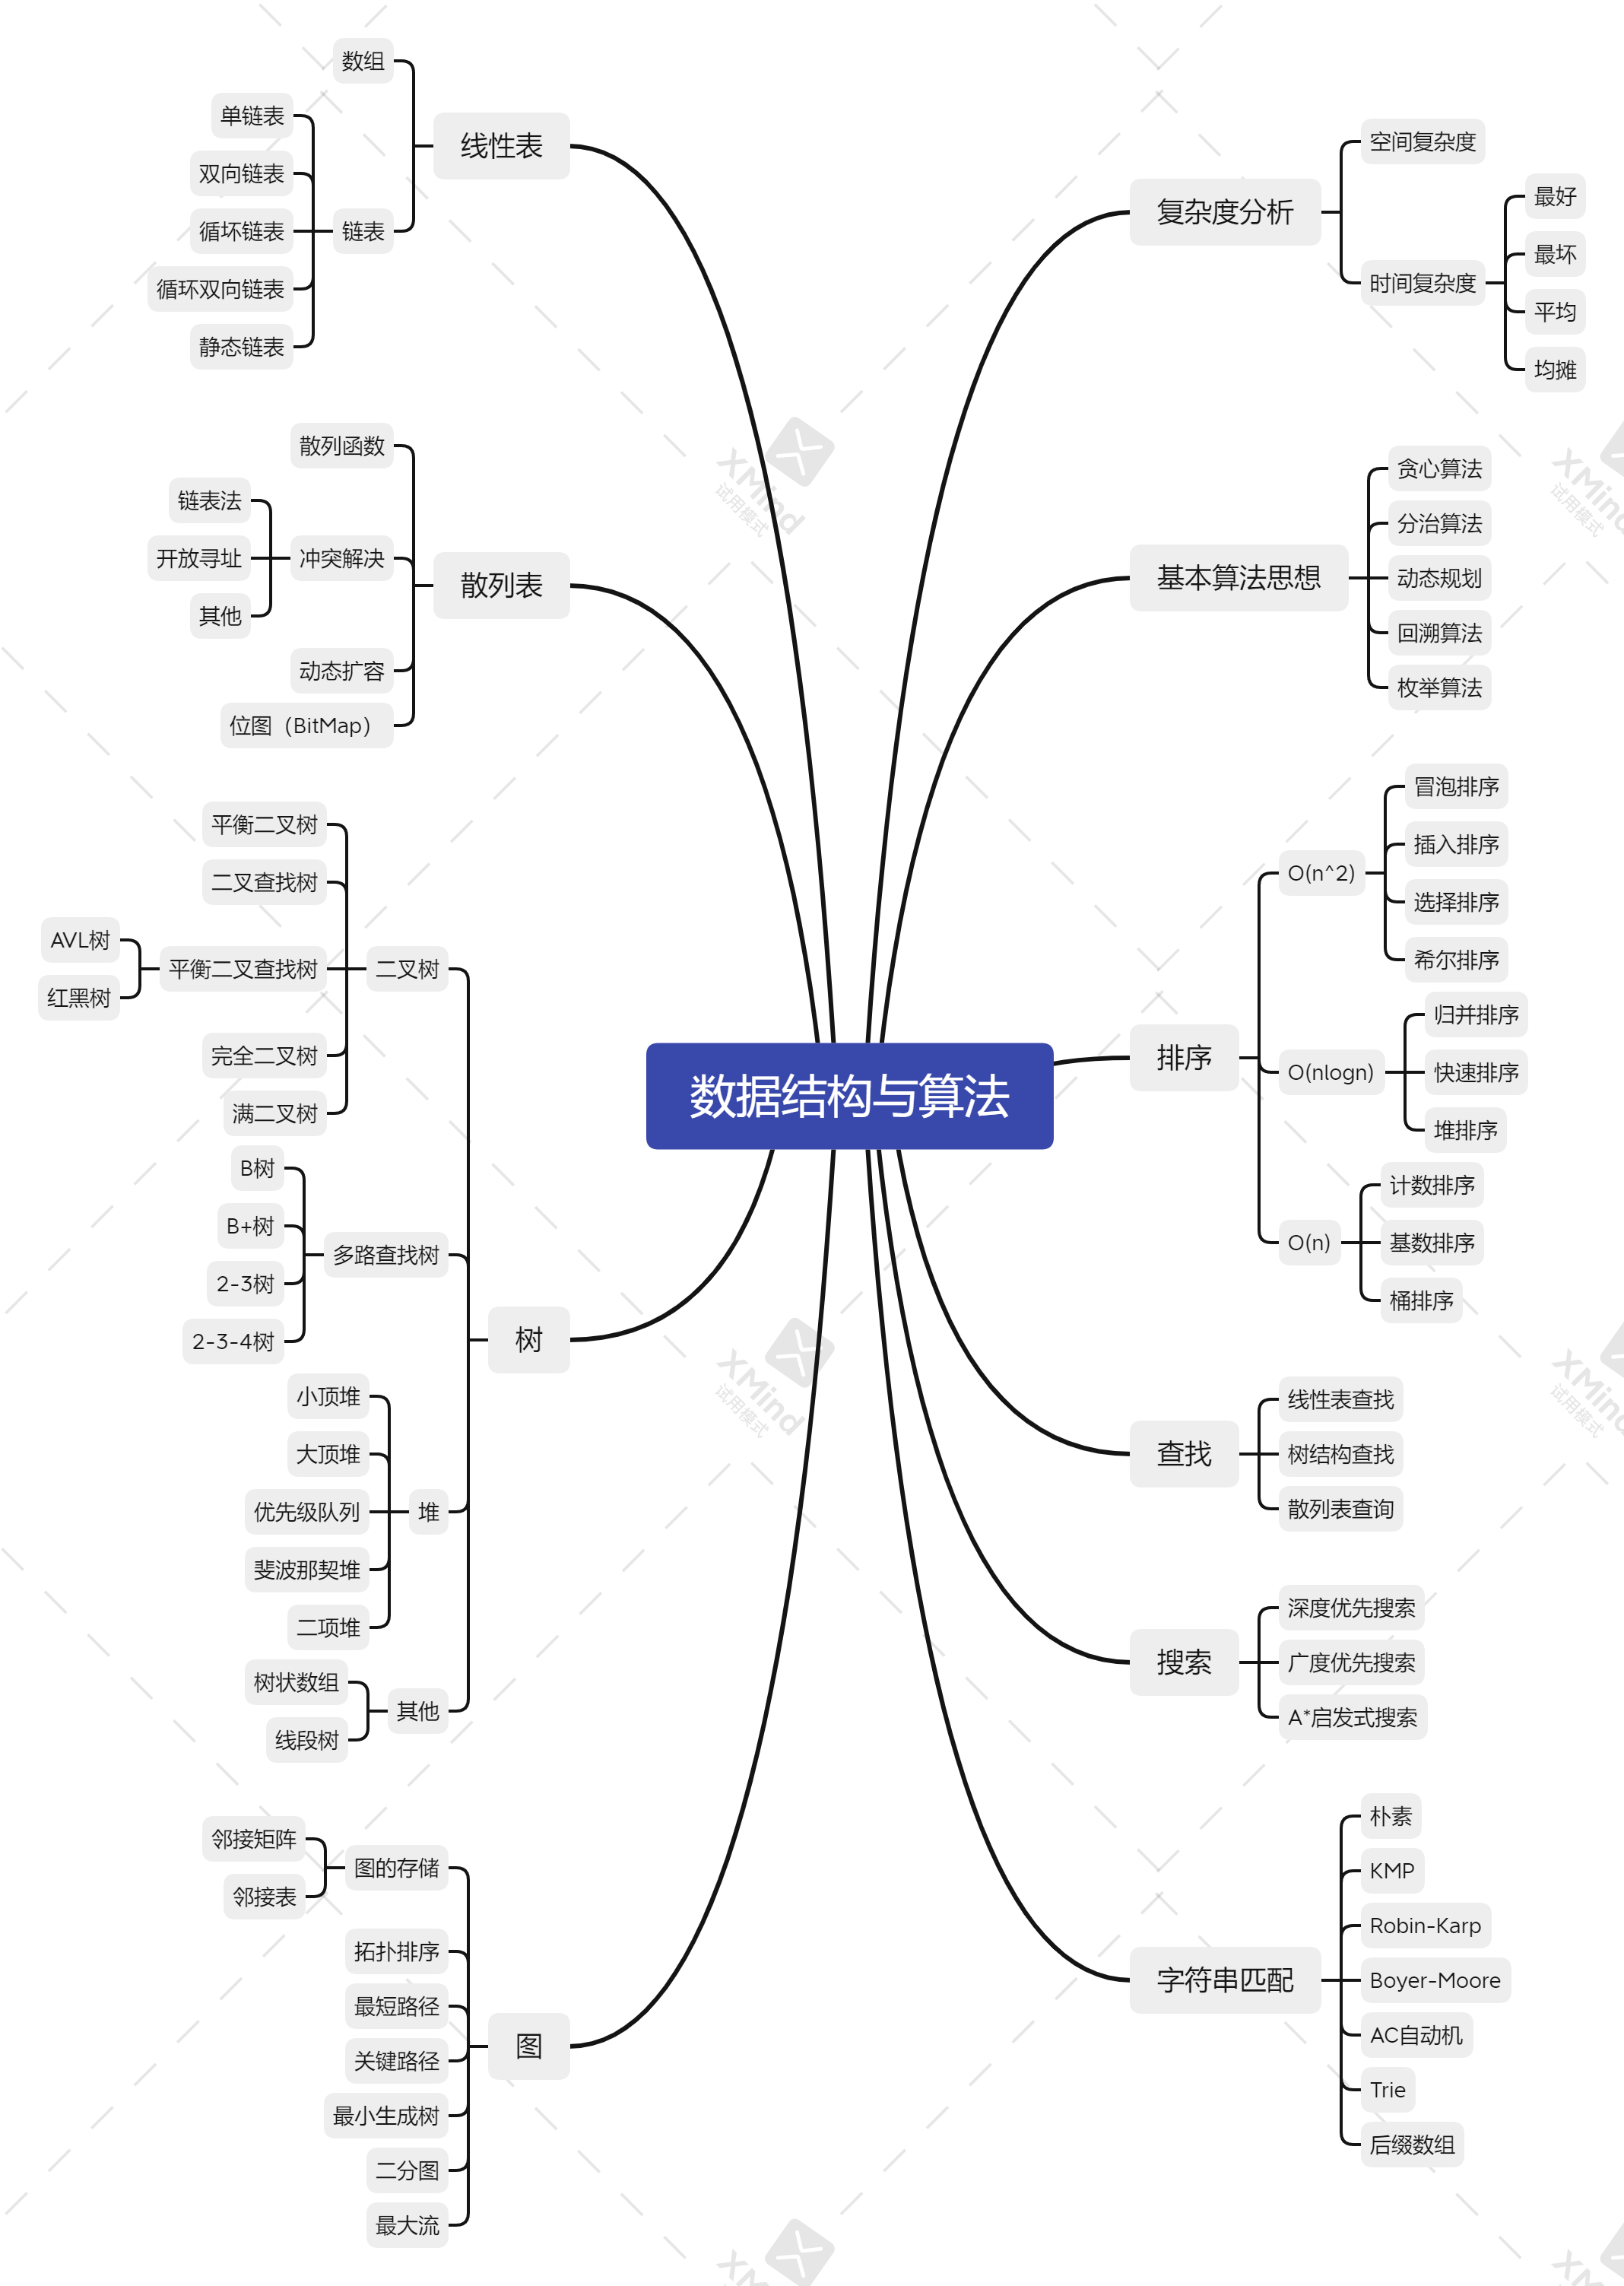 数据结构与算法
线性表
数组
链表
单链表
双向链表
循坏链表
循环双向链表
静态链表
散列表
散列函数
冲突解决
链表法
开放寻址
其他
动态扩容
位图（BitMap）
树
二叉树
平衡二叉树
二叉查找树
平衡二叉查找树
AVL树
红黑树
完全二叉树
满二叉树
多路查找树
B树
B+树
2-3树
2-3-4树
堆
小顶堆
大顶堆
优先级队列
斐波那契堆
二项堆
其他
树状数组
线段树
图
图的存储
邻接矩阵
邻接表
拓扑排序
最短路径
关键路径
最小生成树
二分图
最大流
复杂度分析
空间复杂度
时间复杂度
最好
最坏
平均
均摊
基本算法思想
贪心算法
分治算法
动态规划
回溯算法
枚举算法
排序
O(n^2)
冒泡排序
插入排序
选择排序
希尔排序
O(nlogn)
归并排序
快速排序
堆排序
O(n)
计数排序
基数排序
桶排序
查找
线性表查找
树结构查找
散列表查询
搜索
深度优先搜索
广度优先搜索
A*启发式搜索
字符串匹配
朴素
KMP
Robin-Karp
Boyer-Moore
AC自动机
Trie
后缀数组
XMind
试用模式
XMind
试用模式
XMind
试用模式
XMind
试用模式